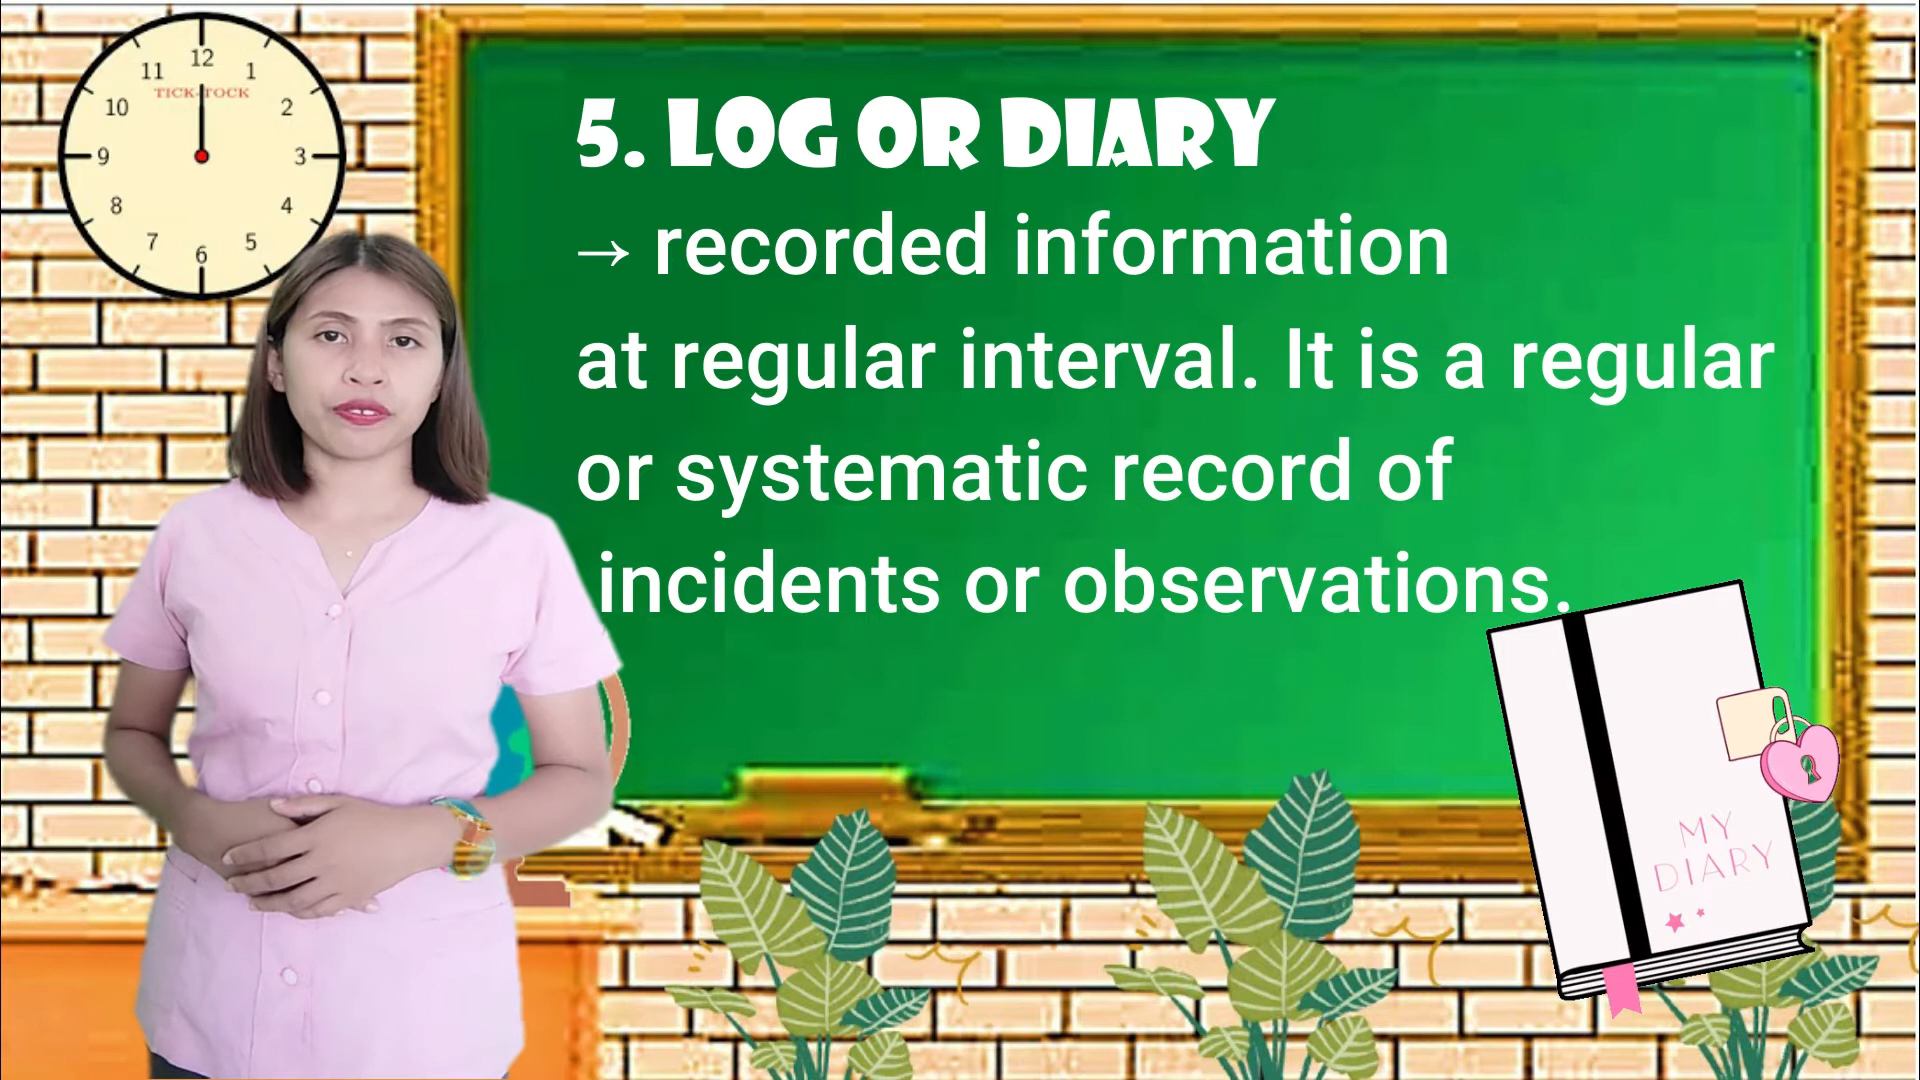 12
11
1
TICK-TOCK
10
2
9
3
8
4
7
5
6
5. LOG OR DIARY
→ recorded information
at regular interval. It is a regular
or systematic record of
incidents or observations.
MY
DIARY